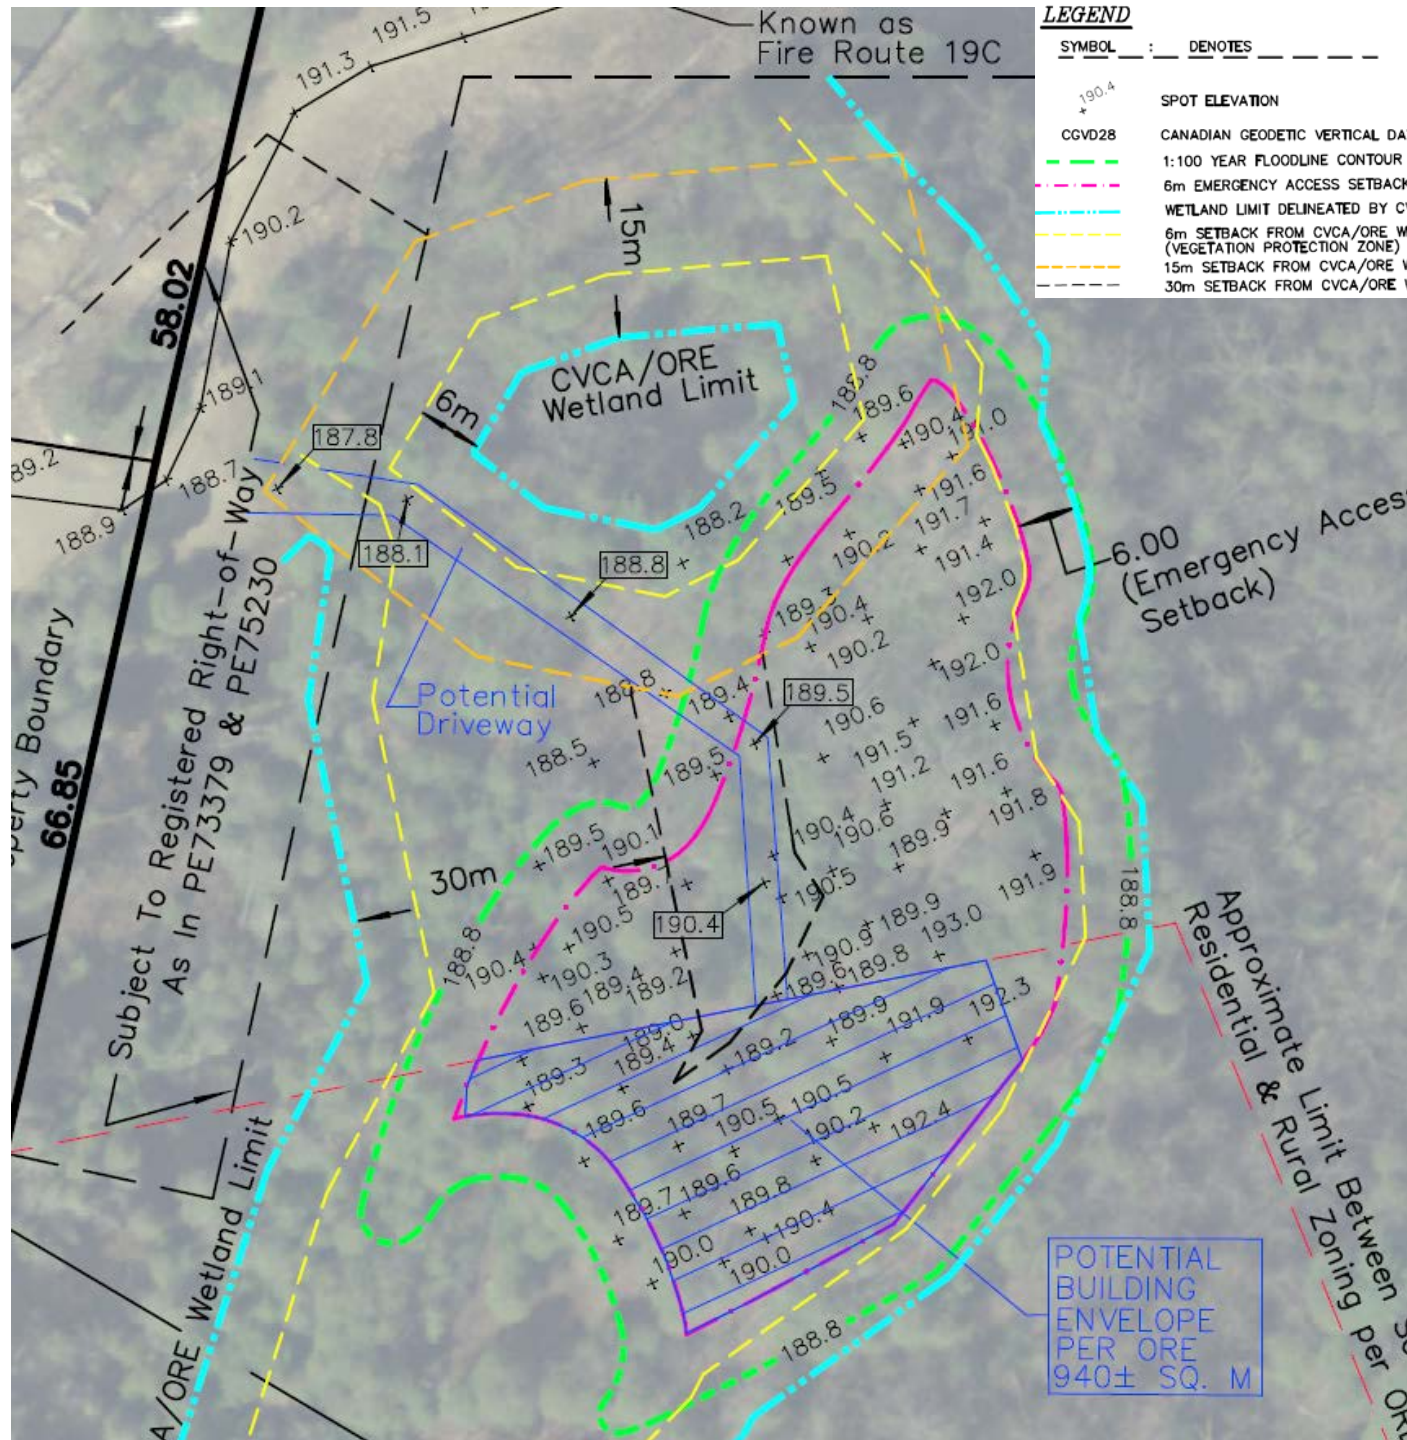 Known as
Fire Route 19C
LEGEND
SYMBOL : DENOTES
190.4
SPOT ELEVATION
CGVD28 CANADIAN GEODETIC VERTICAL DA
1:100 YEAR FLOODLINE CONTOUR
6m EMERGENCY ACCESS SETBACK
WETLAND LIMIT DELINEATED BY
6m SETBACK FROM CVCA/ORE
(VEGETATION PROTECTION ZONE)
15m SETBACK FROM CVCA/ORE
30m SETBACK FROM CVCA/ORE
191.5
191.3
190.2
58.02
189.1
89.2
188.7
188.9
15m
CVCA/ORE
Wetland Limit
6m
187.8
188.1
188.8
188.8
189.6
190.4
191.0
188.2
189.5
191.6
191.7
191.4
190.2
192.0
189.3
190.4
190.2
192.0
6.00
(Emergency Access
Setback)
Potential
Driveway
189.4
189.5
188.5
189.5
190.6
191.6
191.5
191.2
191.6
191.8
190.4
190.6
189.9
perty Boundary
66.85
Subject To Registered Right-of-Way
As In PE73379 & PE75230
30m
189.5
190.1
190.5
191.9
190.4
188.8
190.5
190.4
190.3
189.4
189.2
189.6
189.0
190.9
189.9
193.0
189.6
189.8
188.8
189.3
189.4
189.2
189.9
191.9
192.3
189.6
189.7
190.5
190.5
190.2
192.4
189.7
189.6
189.8
190.0
190.4
190.0
188.8
A/ORE Wetland Limit
Approximate Limit Between
Residential & Rural Zoning per
POTENTIAL
BUILDING
ENVELOPE
PER ORE
940± SQ. M